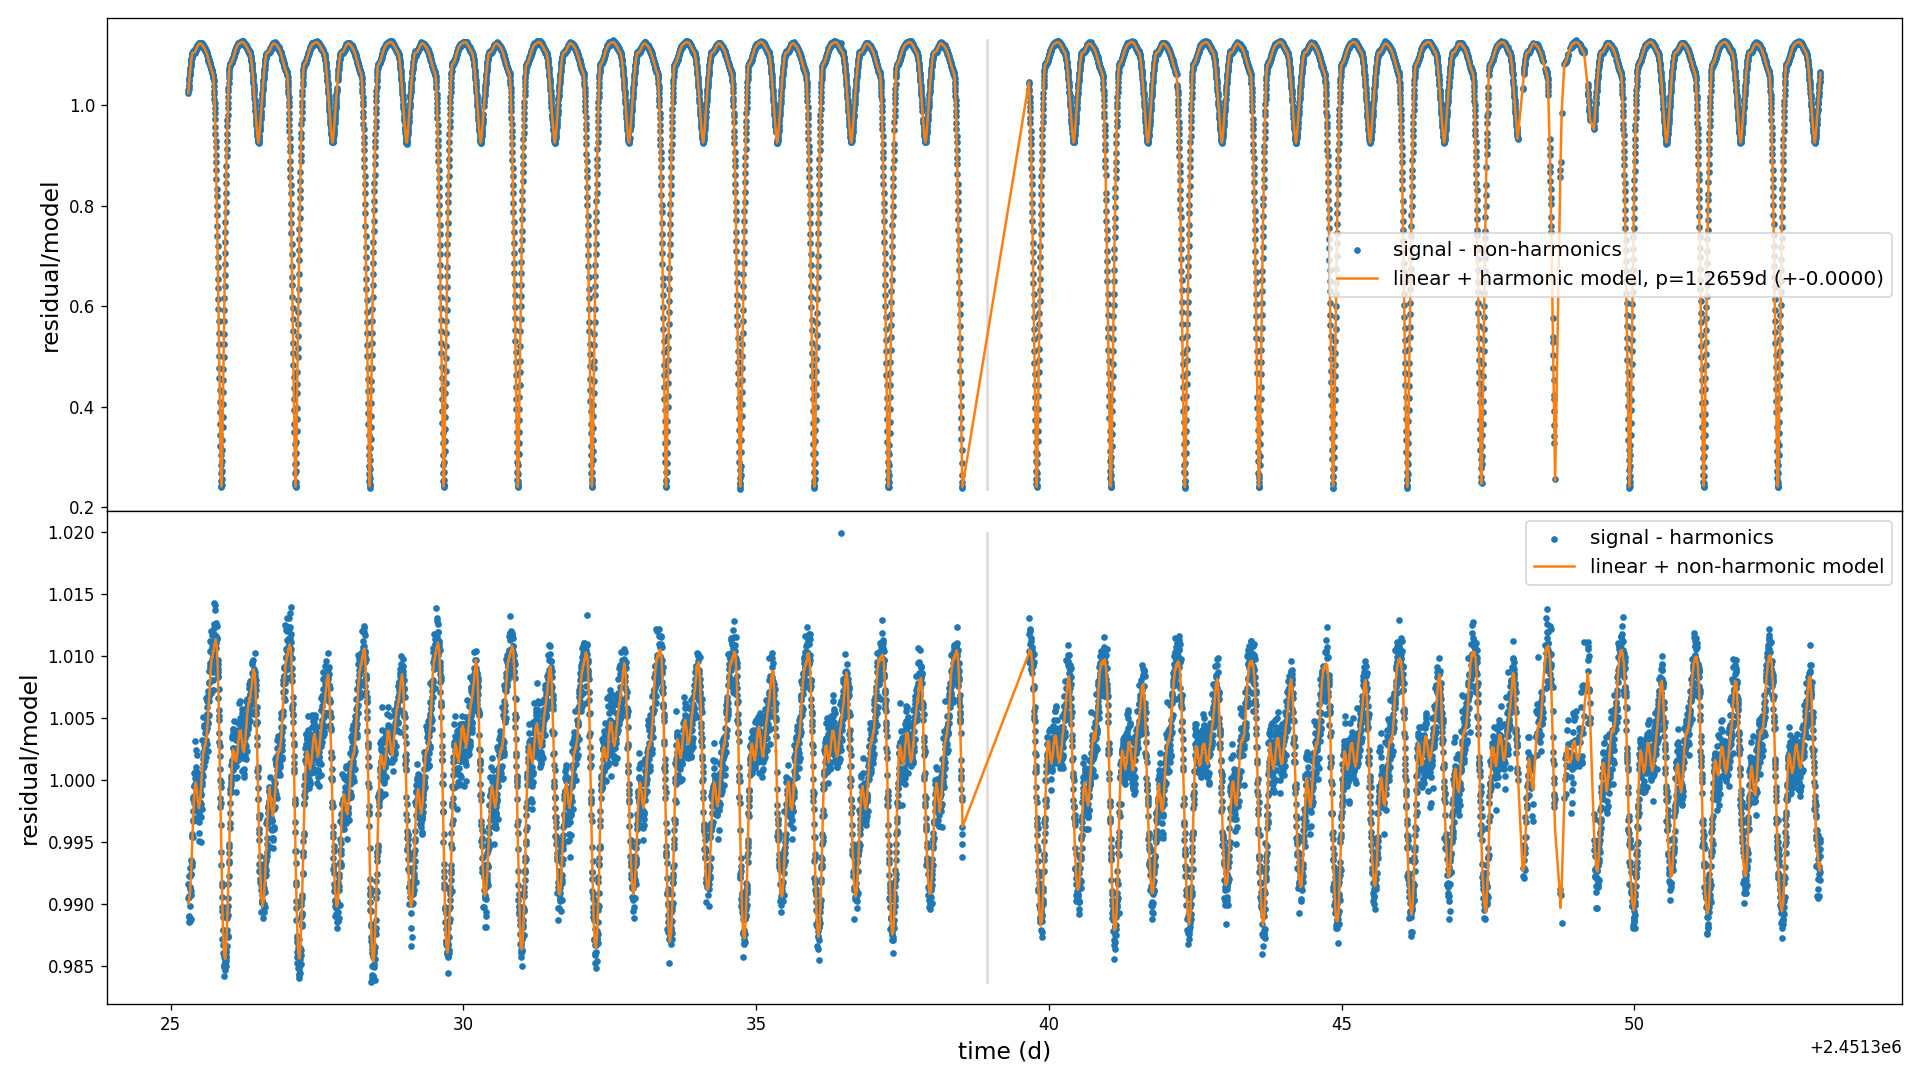 residual/model
1.0
0.8
0.6
0.4
0.2
signal - non-harmonics
linear + harmonic model, p=1.2659d (+-0.0000)
residual/model
1.020
1.015
1.010
1.005
1.000
0.995
0.990
0.985
signal - harmonics
linear + non-harmonic model
25 30 35 40 45 50
time (d)
+2.4513e6